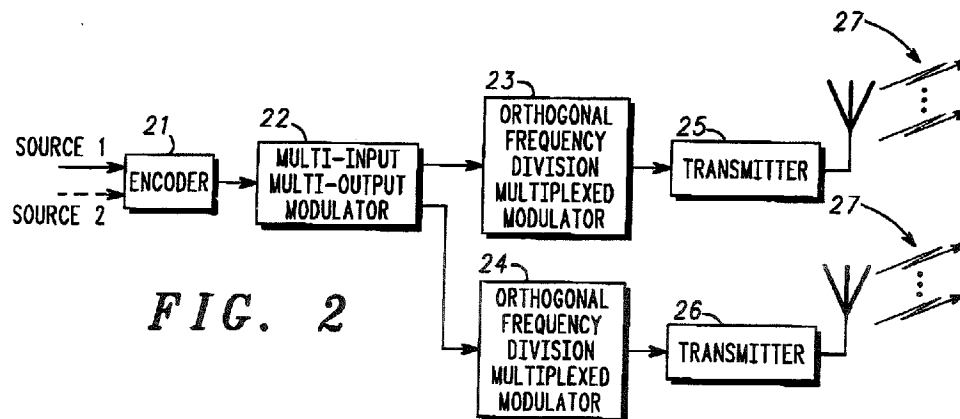 27
23
21
22
ORTHOGONAL
FREQUENCY
DIVISION
MULTIPLEXED
MODULATOR
25
SOURCE 1
ENCODER
MULTI-INPUT
MULTI-OUTPUT
MODULATOR
TRANSMITTER
SOURCE 2
27
24
ORTHOGONAL
FREQUENCY
DIVISION
MULTIPLEXED
MODULATOR
26
TRANSMITTER
FIG. 2